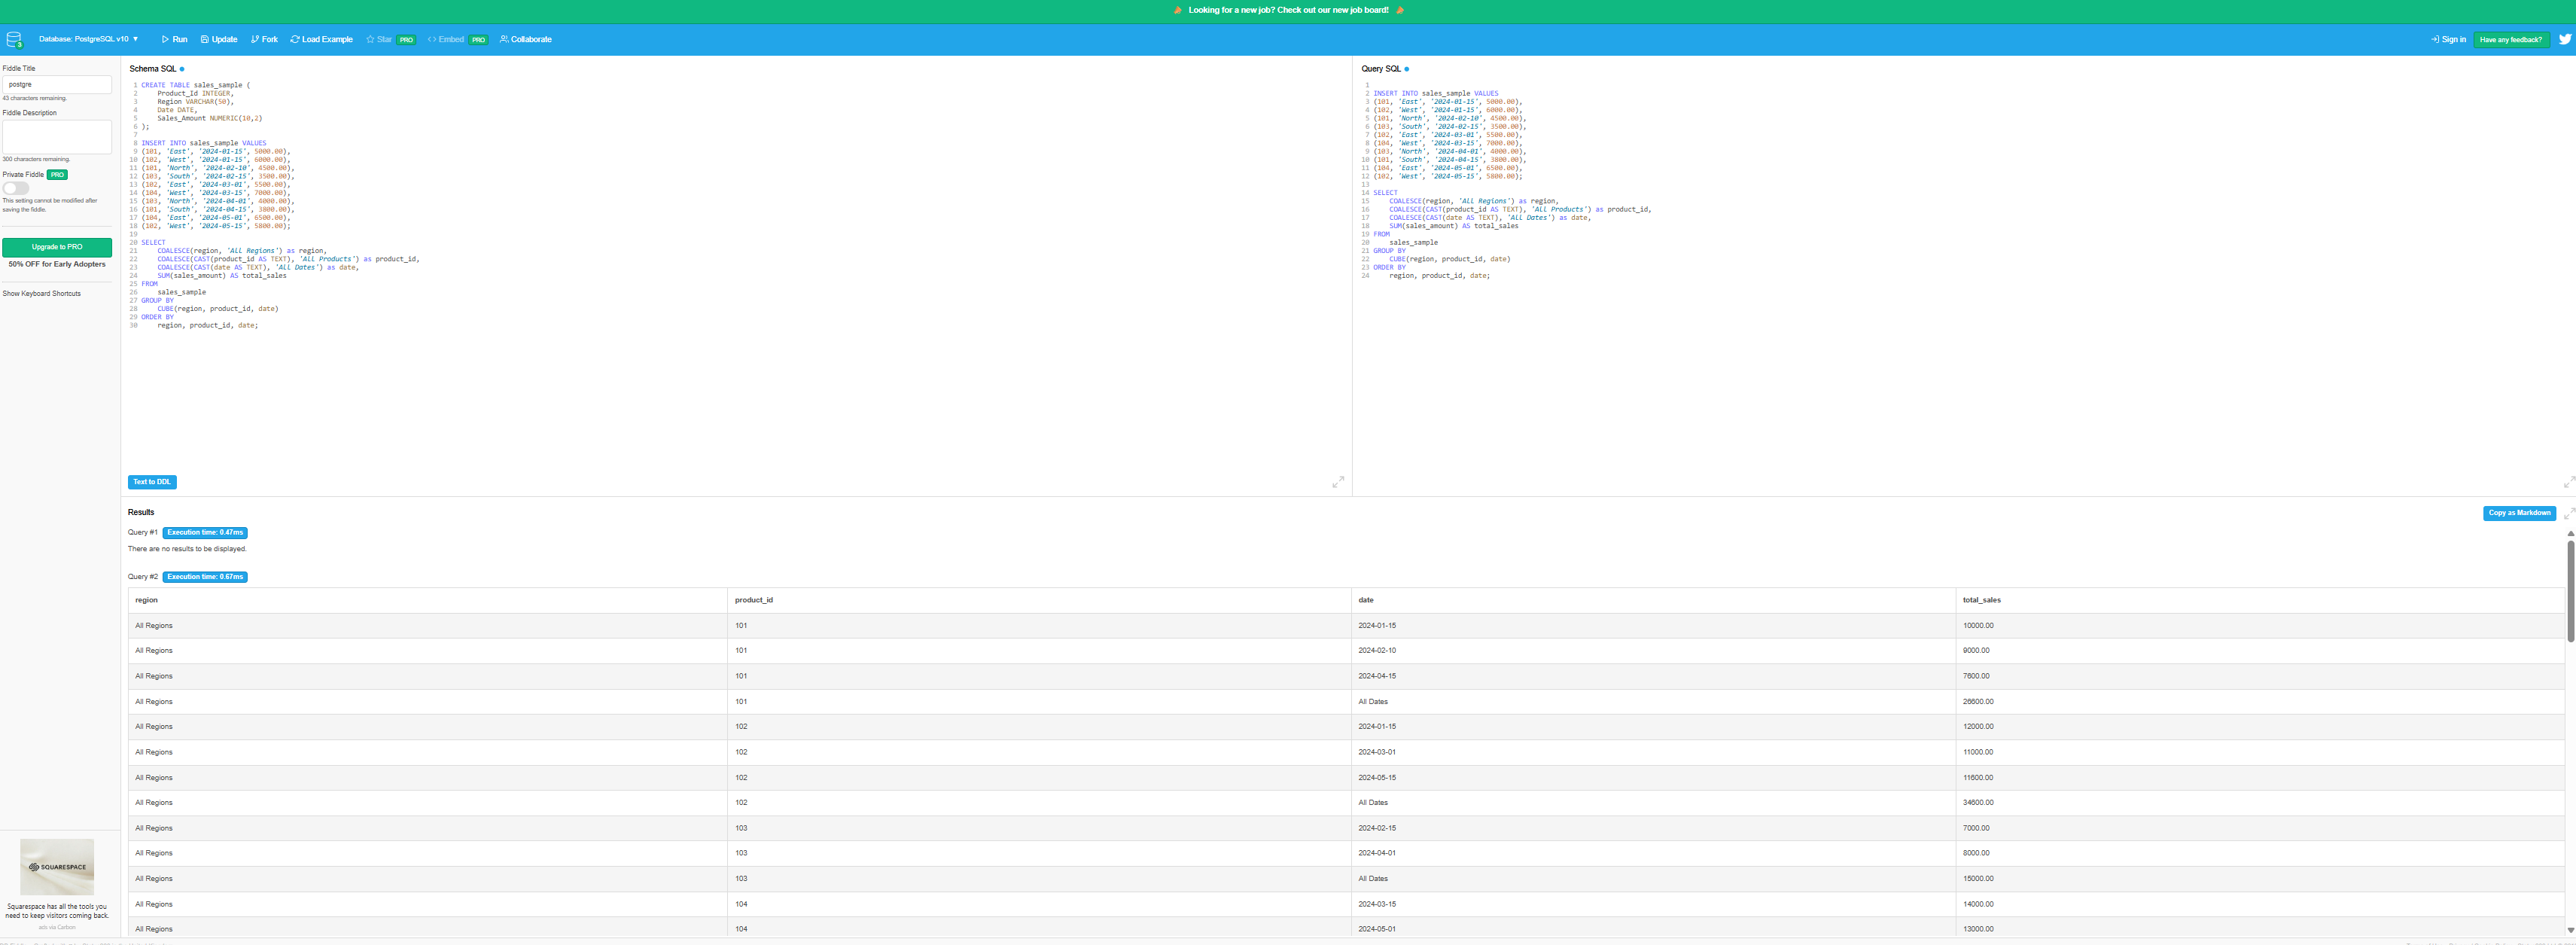 Looking for a new job? Check out our new job board!
Database: PostgreSQL v10 ▼ Run Update Fork Load Example Star PRO Embed PRO Collaborate Sign in Have any feedback?
3
Fiddle Title
postgre
43 characters remaining.
Fiddle Description
300 characters remaining.
Private Fiddle PRO
This setting cannot be modified after
saving the fiddle.
Upgrade to PRO
50% OFF for Early Adopters
Show Keyboard Shortcuts
SQUARESPACE
Squarespace has all the tools you
need to keep visitors coming back.
ads via Carbon
Schema SQL
1 CREATE TABLE sales_sample (
2 Product_Id INTEGER,
3 Region VARCHAR(50),
4 Date DATE,
5 Sales_Amount NUMERIC(10,2)
6 );
7
8 INSERT INTO sales_sample VALUES
9 (101, 'East', '2024-01-15', 5000.00),
10 (102, 'West', '2024-01-15', 6000.00),
11 (101, 'North', '2024-02-10', 4500.00),
12 (103, 'South', '2024-02-15', 3500.00),
13 (102, 'East', '2024-03-01', 5500.00),
14 (104, 'West', '2024-03-15', 7000.00),
15 (103, 'North', '2024-04-01', 4000.00),
16 (101, 'South', '2024-04-15', 3800.00),
17 (104, 'East', '2024-05-01', 6500.00),
18 (102, 'West', '2024-05-15', 5800.00);
19
20 SELECT
21 COALESCE(region, 'All Regions') as region,
22 COALESCE(CAST(product_id AS TEXT), 'All Products') as product_id,
23 COALESCE(CAST(date AS TEXT), 'All Dates') as date,
24 SUM(sales_amount) AS total_sales
25 FROM
26 sales_sample
27 GROUP BY
28 CUBE(region, product_id, date)
29 ORDER BY
30 region, product_id, date;
Text to DDL
Query SQL
1
2 INSERT INTO sales_sample VALUES
3 (101, 'East', '2024-01-15', 5000.00),
4 (102, 'West', '2024-01-15', 6000.00),
5 (101, 'North', '2024-02-10', 4500.00),
6 (103, 'South', '2024-02-15', 3500.00),
7 (102, 'East', '2024-03-01', 5500.00),
8 (104, 'West', '2024-03-15', 7000.00),
9 (103, 'North', '2024-04-01', 4000.00),
10 (101, 'South', '2024-04-15', 3800.00),
11 (104, 'East', '2024-05-01', 6500.00),
12 (102, 'West', '2024-05-15', 5800.00);
13
14 SELECT
15 COALESCE(region, 'All Regions') as region,
16 COALESCE(CAST(product_id AS TEXT), 'All Products') as product_id,
17 COALESCE(CAST(date AS TEXT), 'All Dates') as date,
18 SUM(sales_amount) AS total_sales
19 FROM
20 sales_sample
21 GROUP BY
22 CUBE(region, product_id, date)
23 ORDER BY
24 region, product_id, date;
Results Copy as Markdown
Query #1 Execution time: 0.47ms
There are no results to be displayed.
Query #2 Execution time: 0.67ms
region product_id date total_sales
All Regions 101 2024-01-15 10000.00
All Regions 101 2024-02-10 9000.00
All Regions 101 2024-04-15 7600.00
All Regions 101 All Dates 26600.00
All Regions 102 2024-01-15 12000.00
All Regions 102 2024-03-01 11000.00
All Regions 102 2024-05-15 11600.00
All Regions 102 All Dates 34600.00
All Regions 103 2024-02-15 7000.00
All Regions 103 2024-04-01 8000.00
All Regions 103 All Dates 15000.00
All Regions 104 2024-03-15 14000.00
All Regions 104 2024-05-01 13000.00